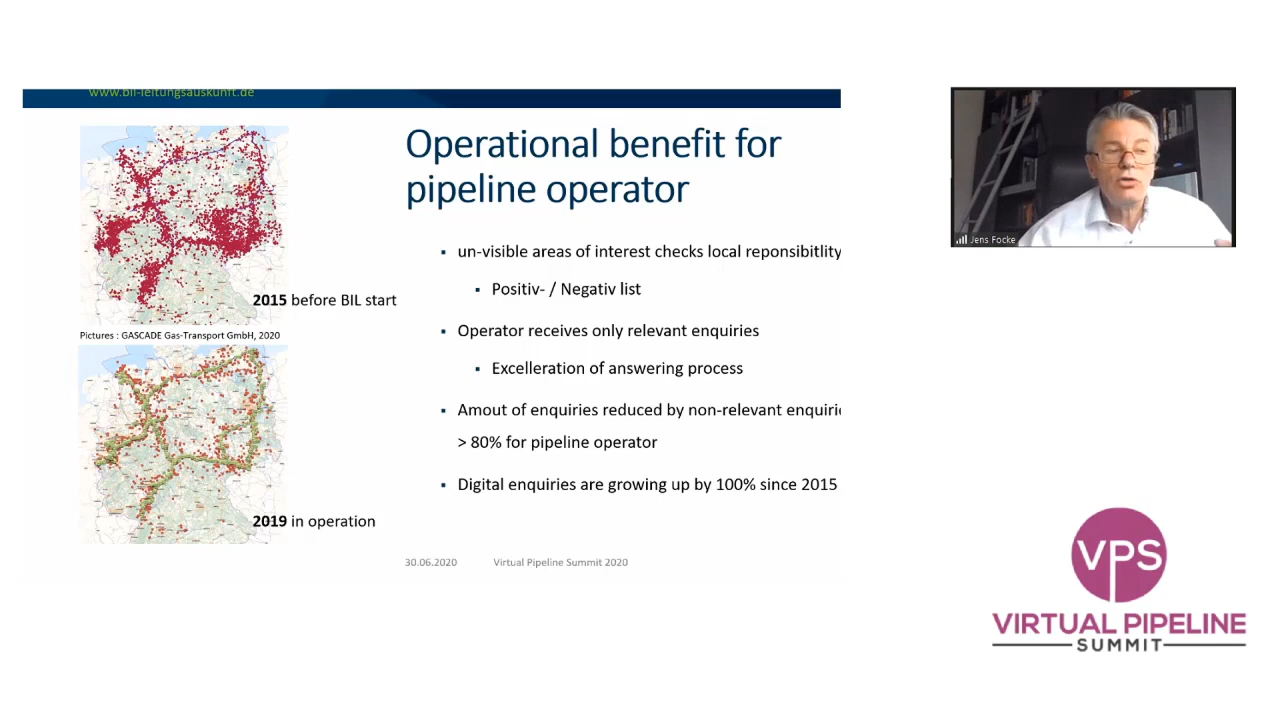 www.bil-leitungsauskunft.de
Operational benefit for
pipeline operator
un-visible areas of interest checks local reponsibitlity
Positiv- / Negativ list
2015 before BIL start
Pictures : GASCADE Gas-Transport GmbH, 2020
Operator receives only relevant enquiries
Excelleration of answering process
Amout of enquiries reduced by non-relevant enquirie
> 80% for pipeline operator
Digital enquiries are growing up by 100% since 2015
2019 in operation
30.06.2020 Virtual Pipeline Summit 2020
Jens Focke
VPS
VIRTUAL PIPELINE
SUMMIT